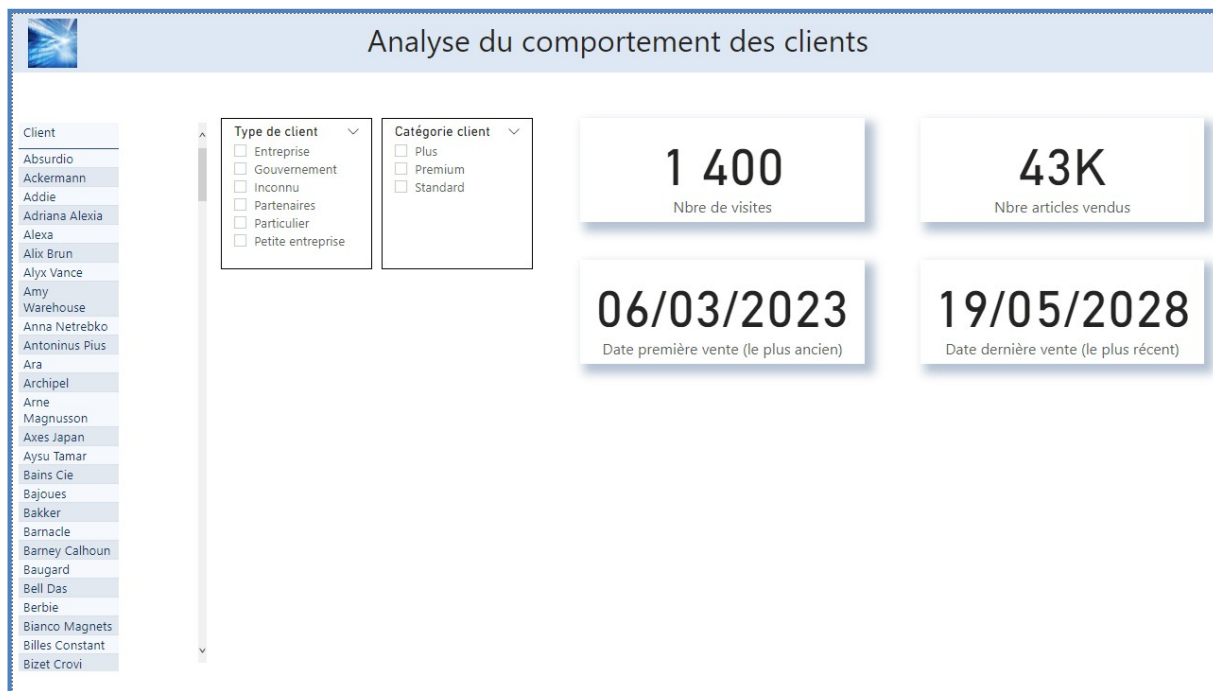 Analyse du comportement des clients
Client
Absurdio
Ackermann
Addie
Adriana Alexia
Alexa
Alix Brun
Alyx Vance
Amy
Warehouse
Anna Netrebko
Antoninus Pius
Ara
Archipel
Arne
Magnusson
Axes Japan
Aysu Tamar
Bains Cie
Bajoues
Bakker
Barnacle
Barney Calhoun
Baugard
Bell Das
Berbie
Bianco Magnets
Billes Constant
Bizet Crovi
Type de client
Entreprise
Gouvernement
Inconnu
Partenaires
Particulier
Petite entreprise
Catégorie client
Plus
Premium
Standard
1 400
Nbre de visites
43K
Nbre articles vendus
06/03/2023
Date première vente (le plus ancien)
19/05/2028
Date dernière vente (le plus récent)